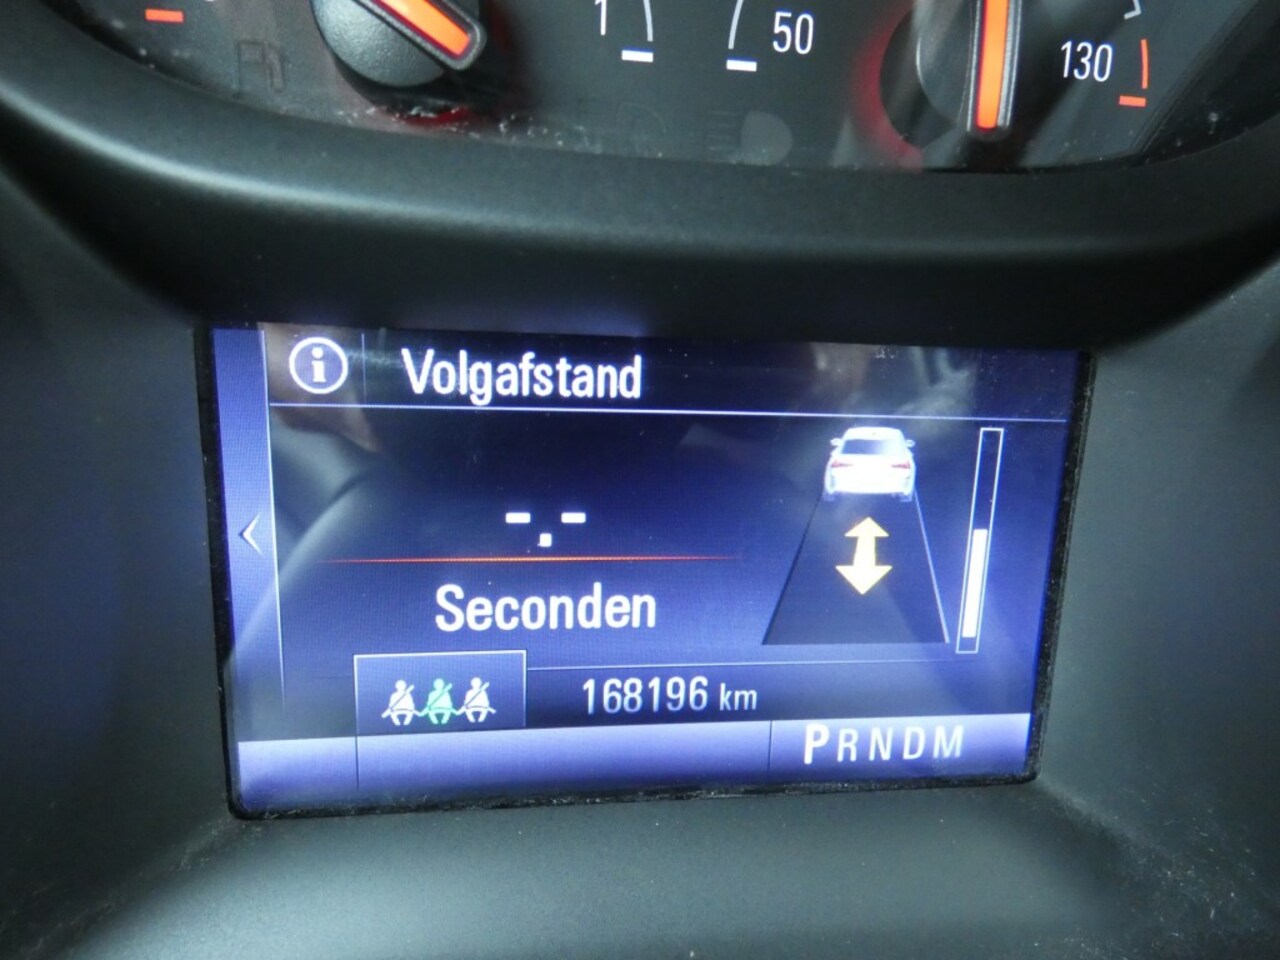 1 50 130
i Volgafstand
-.-
Seconden
168196 km
PRNDM